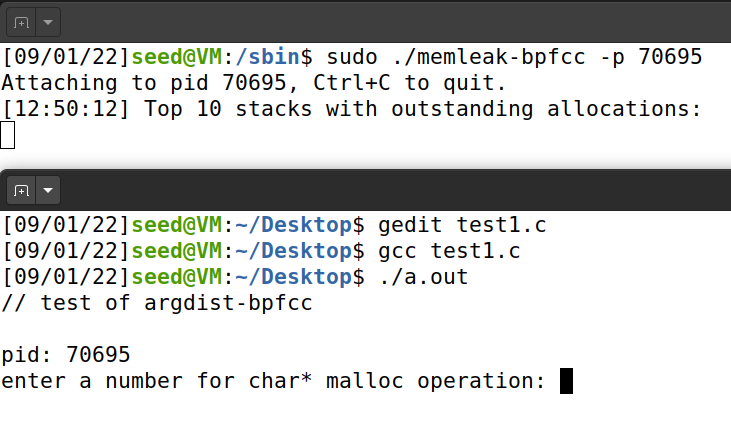 [09/01/22]seed@VM:/sbin$ sudo ./memleak-bpfcc -p 70695
Attaching to pid 70695, Ctrl+C to quit.
[12:50:12] Top 10 stacks with outstanding allocations:
[09/01/22]seed@VM:~/Desktop$ gedit test1.c
[09/01/22]seed@VM:~/Desktop$ gcc test1.c
[09/01/22]seed@VM:~/Desktop$ ./a.out
// test of argdist-bpfcc
pid: 70695
enter a number for char* malloc operation: